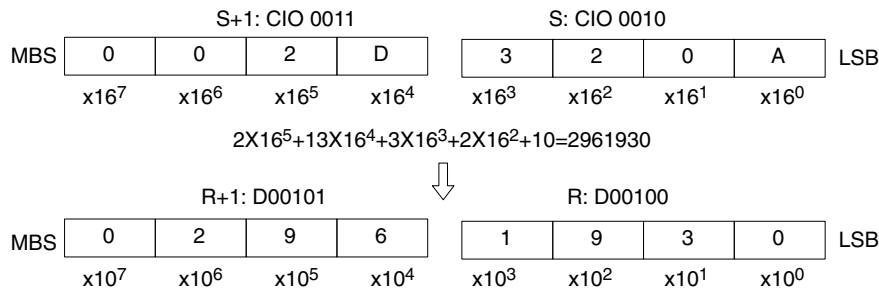 S+1: CIO 0011 S: CIO 0010
MBS 0 0 2 D 3 2 0 A LSB
x16⁷ x16⁶ x16⁵ x16⁴ x16³ x16² x16¹ x16⁰
2X16⁵+13X16⁴+3X16³+2X16²+10=2961930
R+1: D00101 R: D00100
MBS 0 2 9 6 1 9 3 0 LSB
x10⁷ x10⁶ x10⁵ x10⁴ x10³ x10² x10¹ x10⁰